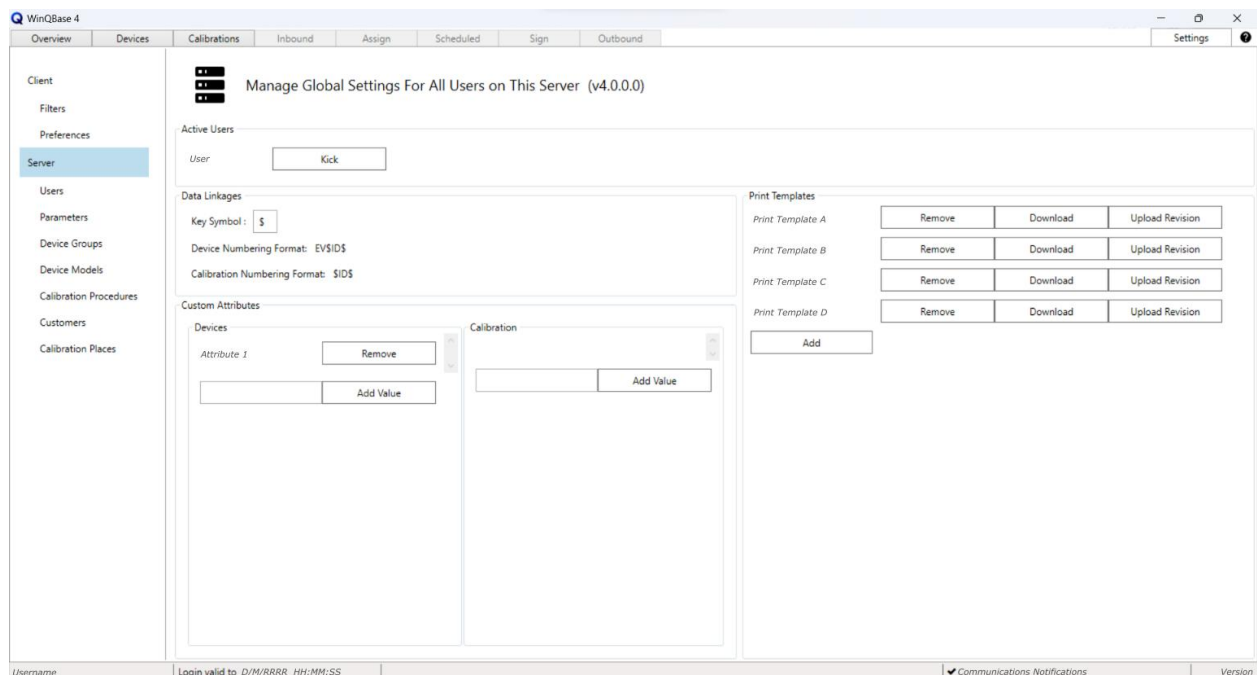 WinQBase 4
Overview Devices Calibrations Inbound Assign Scheduled Sign Outbound Settings ?
Client
Filters
Preferences
Server
Users
Parameters
Device Groups
Device Models
Calibration Procedures
Customers
Calibration Places
Manage Global Settings For All Users on This Server (v4.0.0.0)
Active Users
User Kick
Data Linkages
Key Symbol : $
Device Numbering Format: EV$ID$
Calibration Numbering Format: $ID$
Custom Attributes
Devices
Attribute 1 Remove
Add Value
Calibration
Add Value
Print Templates
Print Template A Remove Download Upload Revision
Print Template B Remove Download Upload Revision
Print Template C Remove Download Upload Revision
Print Template D Remove Download Upload Revision
Add
Username Login valid to D/M/RRRR HH:MM:SS ✔Communications Notifications Version